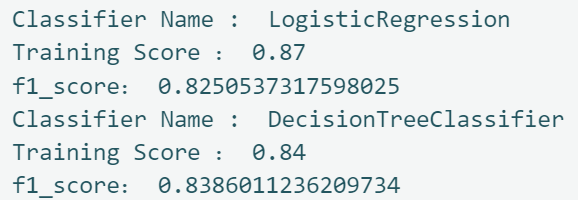 Classifier Name :  LogisticRegression
Training Score :  0.87
f1_score:  0.8250537317598025
Classifier Name :  DecisionTreeClassifier
Training Score :  0.84
f1_score:  0.8386011236209734